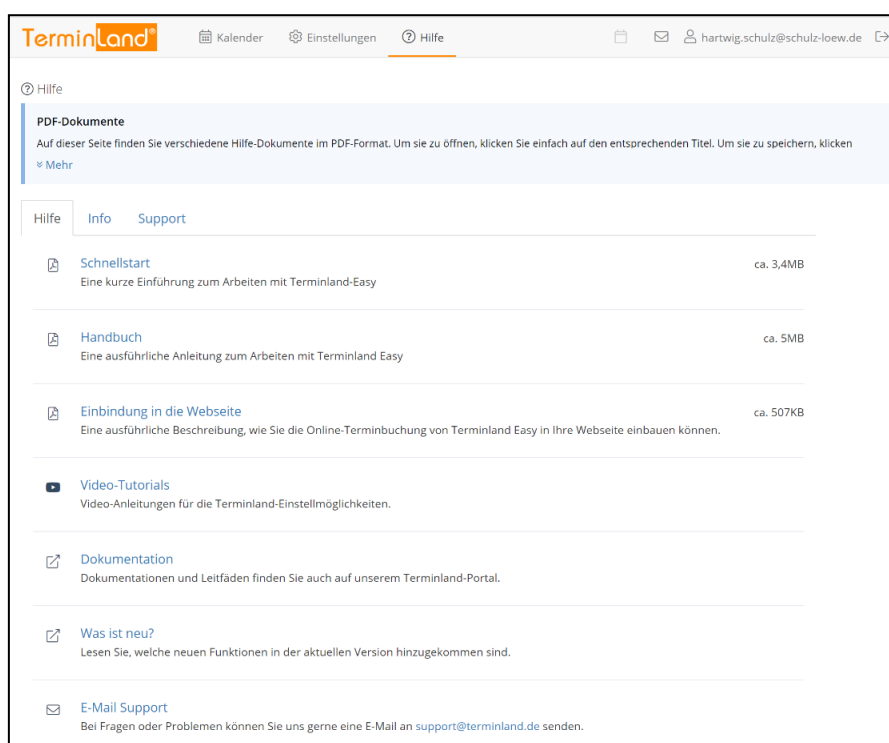 TerminLand®
Kalender
Einstellungen
Hilfe
hartwig.schulz@schulz-loew.de
Hilfe
PDF-Dokumente
Auf dieser Seite finden Sie verschiedene Hilfe-Dokumente im PDF-Format. Um sie zu öffnen, klicken Sie einfach auf den entsprechenden Titel. Um sie zu speichern, klicken
Mehr
Hilfe Info Support
Schnellstart ca. 3,4MB
Eine kurze Einführung zum Arbeiten mit Terminland-Easy
Handbuch ca. 5MB
Eine ausführliche Anleitung zum Arbeiten mit Terminland Easy
Einbindung in die Webseite ca. 507KB
Eine ausführliche Beschreibung, wie Sie die Online-Terminbuchung von Terminland Easy in Ihre Webseite einbauen können.
Video-Tutorials
Video-Anleitungen für die Terminland-Einstellmöglichkeiten.
Dokumentation
Dokumentationen und Leitfäden finden Sie auch auf unserem Terminland-Portal.
Was ist neu?
Lesen Sie, welche neuen Funktionen in der aktuellen Version hinzugekommen sind.
E-Mail Support
Bei Fragen oder Problemen können Sie uns gerne eine E-Mail an support@terminland.de senden.